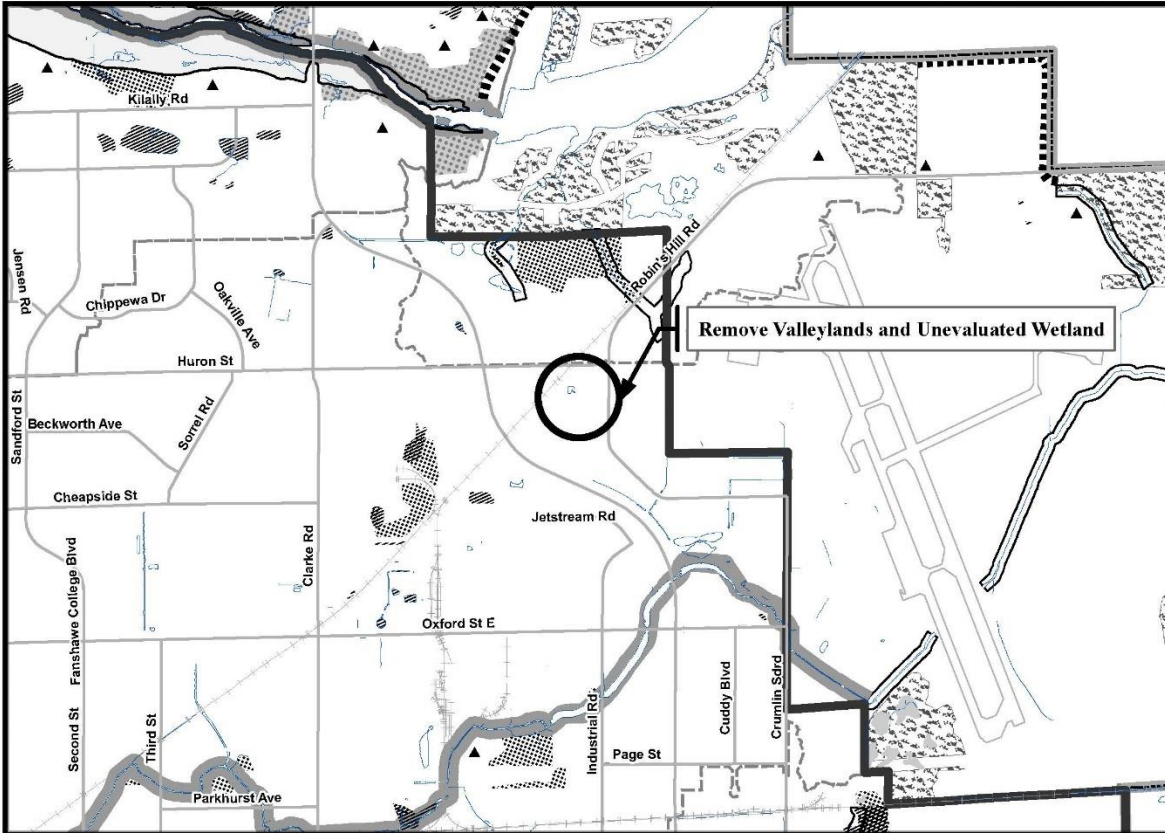 Kilally Rd
Robin's Hill Rd
Jensen Rd
Chippewa Dr
Oakville Ave
Remove Valleylands and Unevaluated Wetland
Huron St
Sandford St
Beckworth Ave
Sorrel Rd
Cheapside St
Jetstream Rd
Clarke Rd
Fanshawe College Blvd
Oxford St E
Second St
Third St
Industrial Rd
Cuddy Blvd
Crumlin Sdrd
Page St
Parkhurst Ave